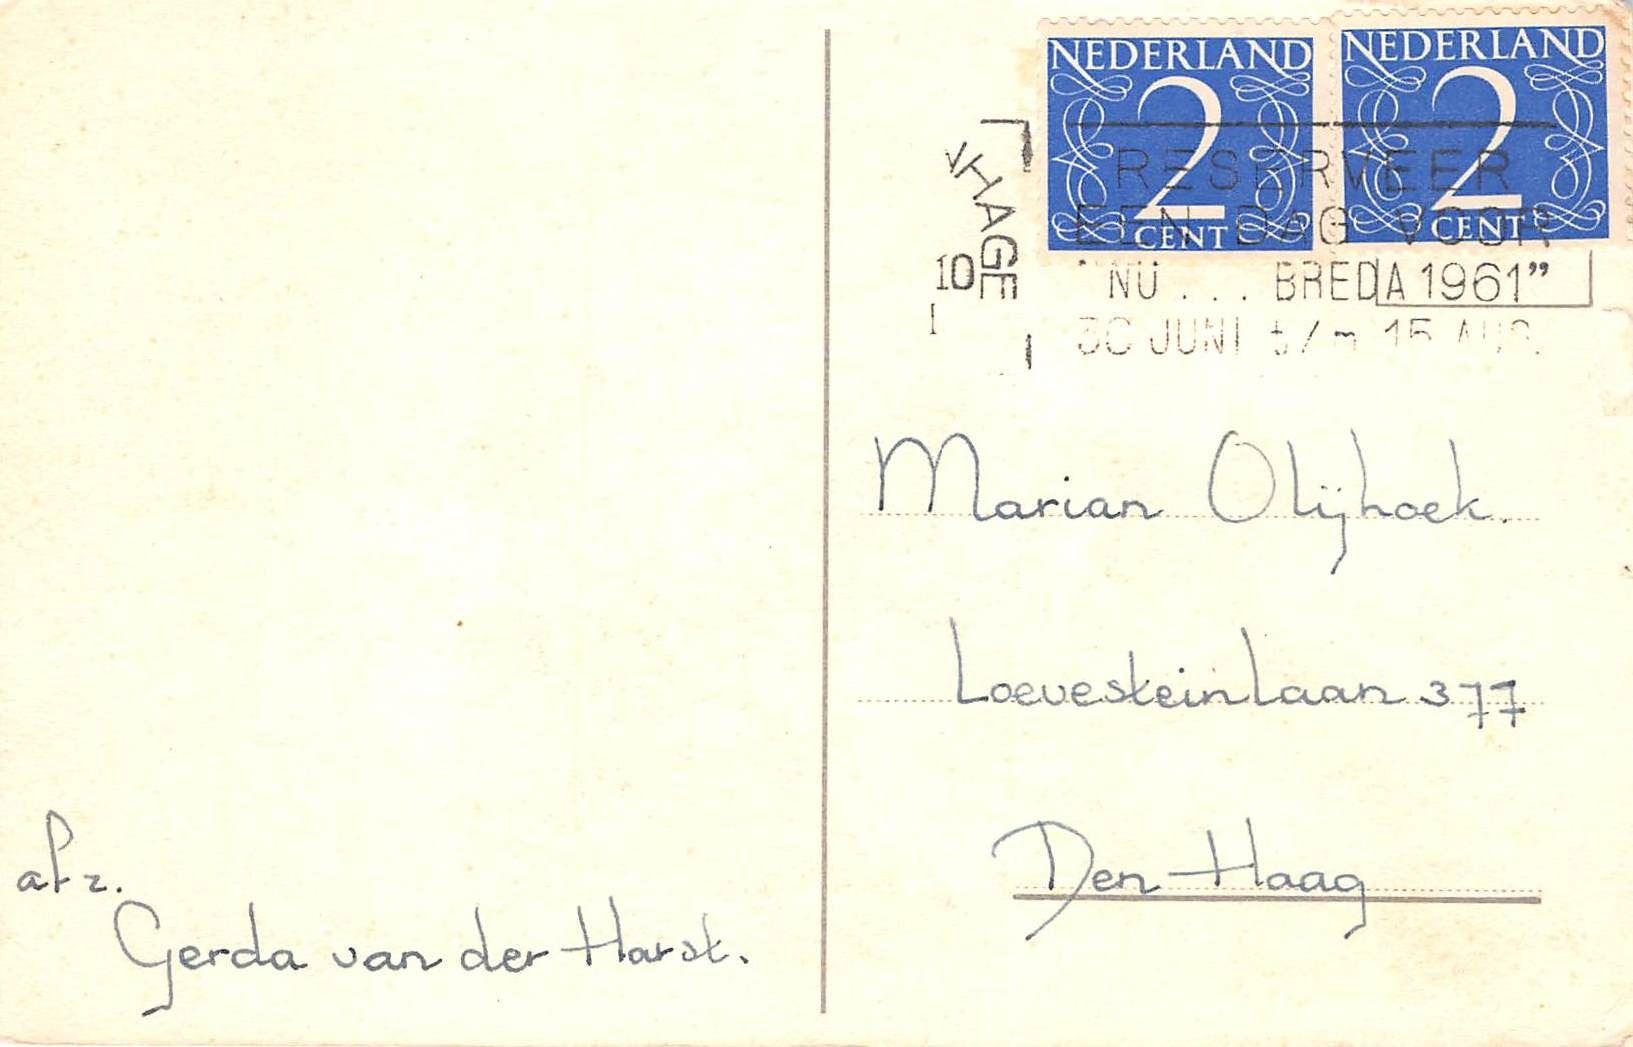 NEDERLAND NEDERLAND
2 2
CENT CENT
'sHAGE
10
RESERVEER
EEN DAG VOOR
"NU... BREDA 1961"
30 JUNI t/m 15 AUG.
Marian Olijhoek.
Loevesteinlaan 377
Den Haag
afz.
Gerda van der Harst.